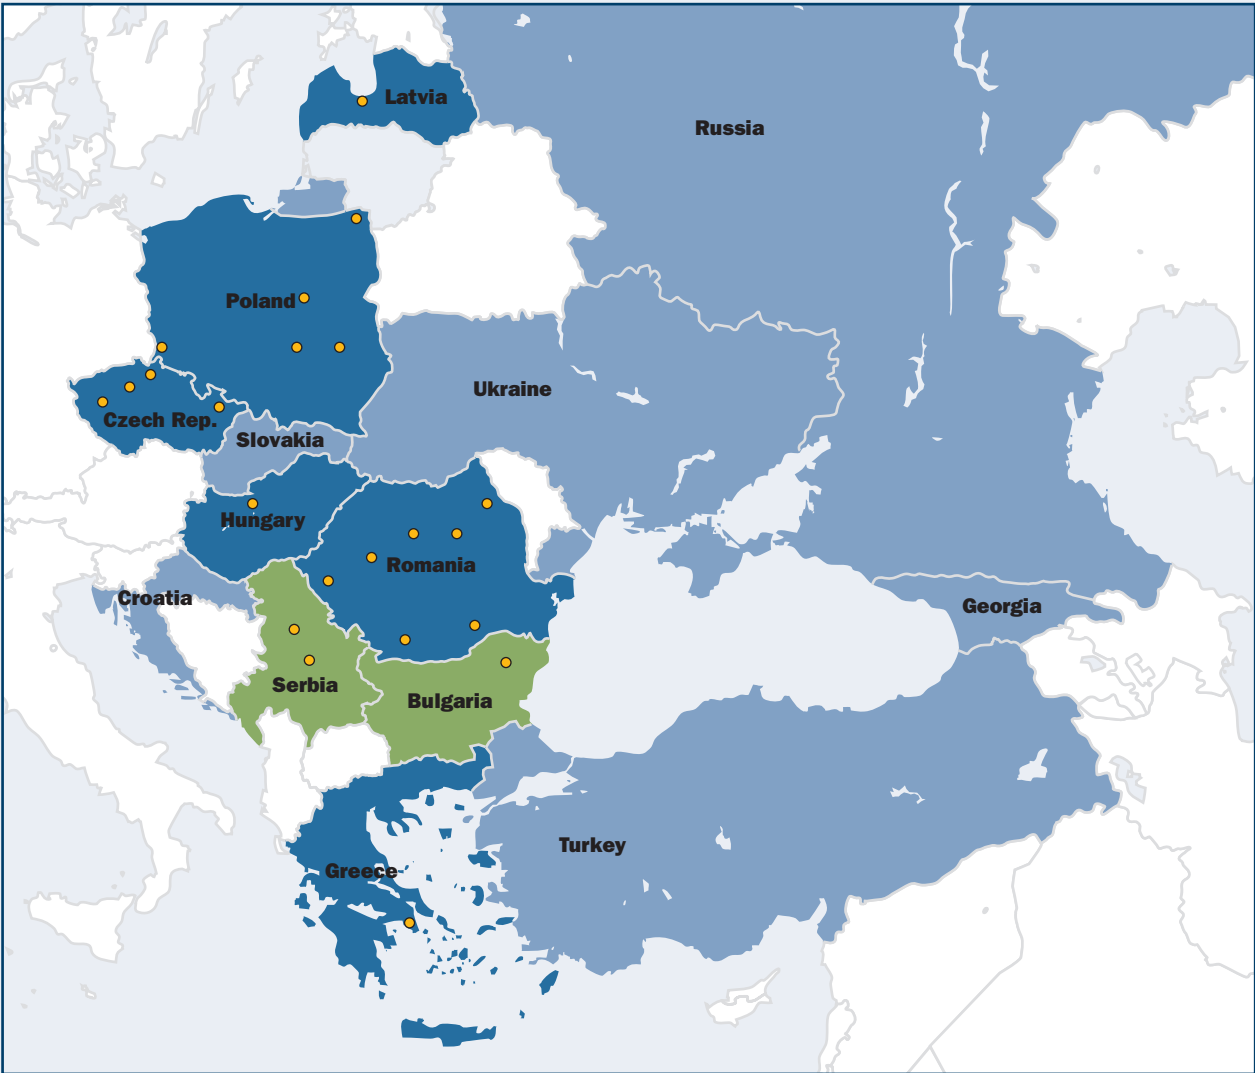 Latvia
Russia
Poland
Ukraine
Czech Rep.
Slovakia
Hungary
Romania
Croatia
Georgia
Serbia
Bulgaria
Turkey
Greece